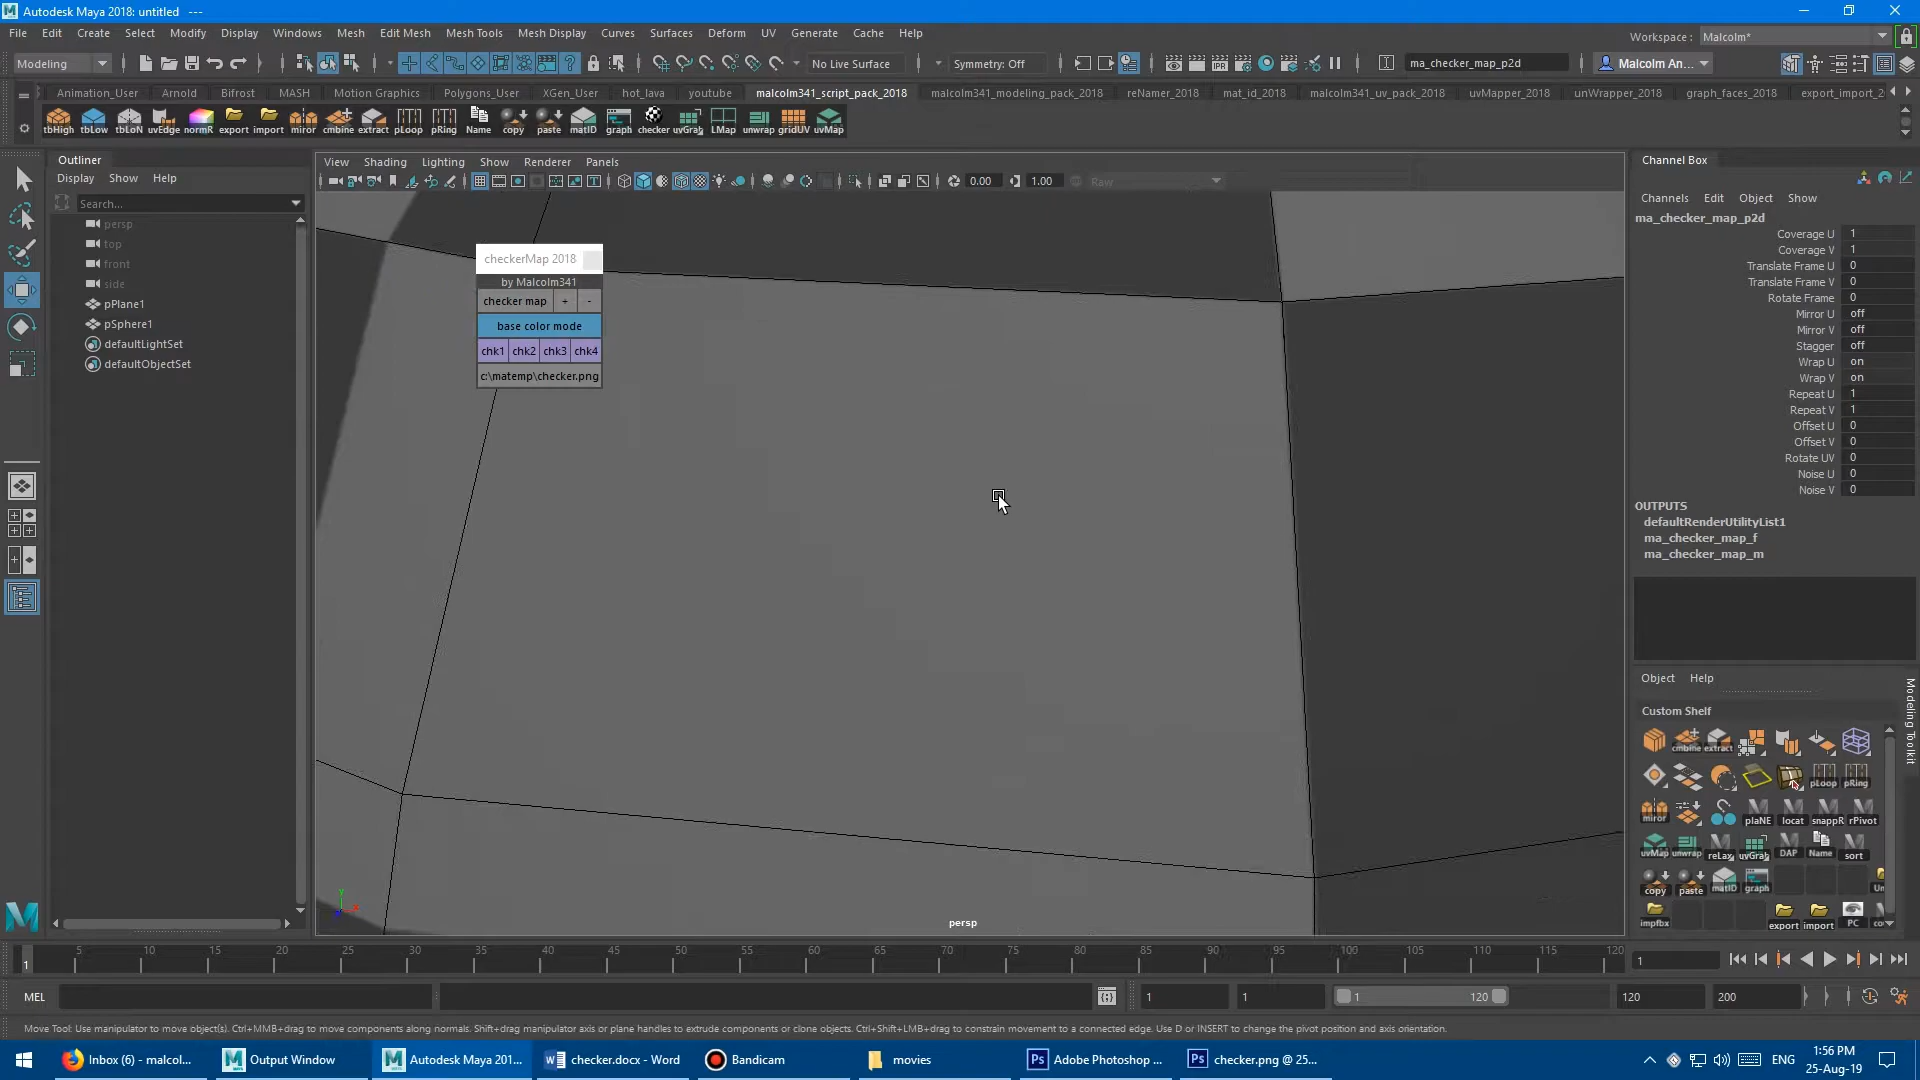 Autodesk Maya 2018: untitled   ---
File Edit Create Select Modify Display Windows Mesh Edit Mesh Mesh Tools Mesh Display Curves Surfaces Deform UV Generate Cache Help
Workspace : Malcolm*
Modeling No Live Surface Symmetry: Off ma_checker_map_p2d Malcolm An...
Animation_User Arnold Bifrost MASH Motion Graphics Polygons_User XGen_User hot_lava youtube malcolm341_script_pack_2018 malcolm341_modeling_pack_2018 reNamer_2018 mat_id_2018 malcolm341_uv_pack_2018 uvMapper_2018 unWrapper_2018 graph_faces_2018 export_import_2
tbHigh tbLow tbLoN uvEdge normR export import miror cmbine extract pLoop pRing Name copy paste matID graph checker uvGrab LMap unwrap gridUV uvMap
Outliner
Display Show Help
Search...
persp
top
front
side
pPlane1
pSphere1
defaultLightSet
defaultObjectSet
View Shading Lighting Show Renderer Panels
0.00 1.00 Raw
checkerMap 2018
by Malcolm341
checker map + -
base color mode
chk1 chk2 chk3 chk4
c:\matemp\checker.png
persp
Channel Box
Channels Edit Object Show
ma_checker_map_p2d
Coverage U 1
Coverage V 1
Translate Frame U 0
Translate Frame V 0
Rotate Frame 0
Mirror U off
Mirror V off
Stagger off
Wrap U on
Wrap V on
Repeat U 1
Repeat V 1
Offset U 0
Offset V 0
Rotate UV 0
Noise U 0
Noise V 0
OUTPUTS
defaultRenderUtilityList1
ma_checker_map_f
ma_checker_map_m
Object Help
Modeling Toolkit
Custom Shelf
cmbine extract
pLoop pRing
miror plaNE locat snappR rPivot
uvMap unwrap reLax uvGrab DAP Name sort
copy paste matID graph
impfbx export import PC
5 10 15 20 25 30 35 40 45 50 55 60 65 70 75 80 85 90 95 100 105 110 115 120
1 1
MEL 1 1 1 120 120 200
Move Tool: Use manipulator to move object(s). Ctrl+MMB+drag to move components along normals. Shift+drag manipulator axis or plane handles to extrude components or clone objects. Ctrl+Shift+LMB+drag to constrain movement to a connected edge. Use D or INSERT to change the pivot position and axis orientation.
Inbox (6) - malcol... Output Window Autodesk Maya 201... checker.docx - Word Bandicam movies Adobe Photoshop ... checker.png @ 25...
ENG 1:56 PM
25-Aug-19